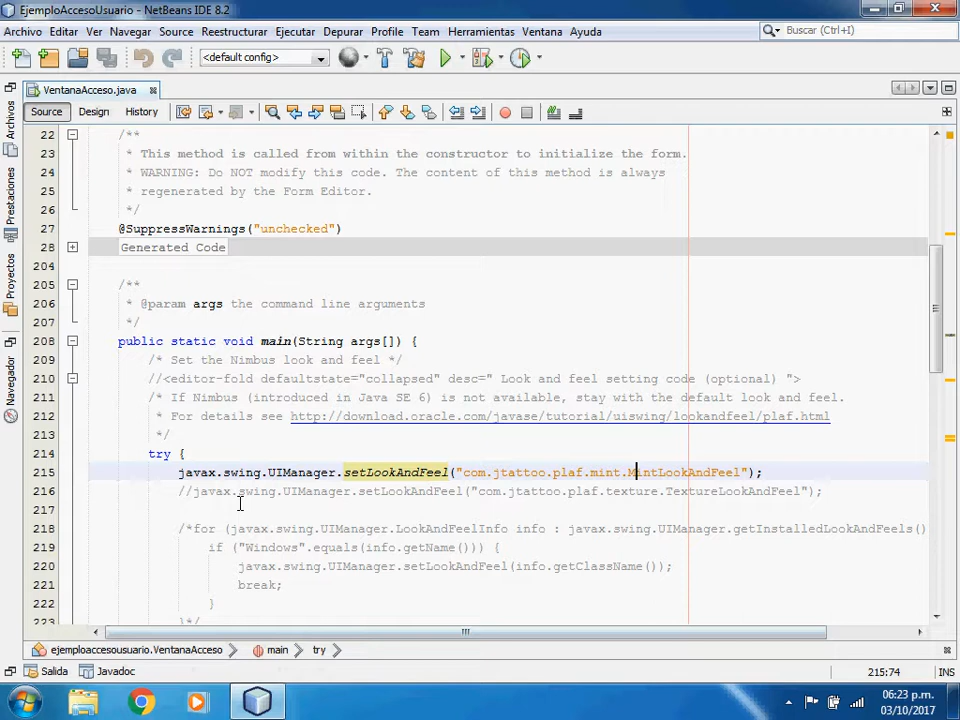 EjemploAccesoUsuario - NetBeans IDE 8.2
Archivo Editar Ver Navegar Source Reestructurar Ejecutar Depurar Profile Team Herramientas Ventana Ayuda
Buscar (Ctrl+I)
<default config>
VentanaAcceso.java
Source Design History
Archivos
Prestaciones
Proyectos
Navegador
22 /**
23 * This method is called from within the constructor to initialize the form.
24 * WARNING: Do NOT modify this code. The content of this method is always
25 * regenerated by the Form Editor.
26 */
27 @SuppressWarnings("unchecked")
28 Generated Code
204
205 /**
206 * @param args the command line arguments
207 */
208 public static void main(String args[]) {
209 /* Set the Nimbus look and feel */
210 //<editor-fold defaultstate="collapsed" desc=" Look and feel setting code (optional) ">
211 /* If Nimbus (introduced in Java SE 6) is not available, stay with the default look and feel.
212 * For details see http://download.oracle.com/javase/tutorial/uiswing/lookandfeel/plaf.html
213 */
214 try {
215 javax.swing.UIManager.setLookAndFeel("com.jtattoo.plaf.mint.MintLookAndFeel");
216 //javax.swing.UIManager.setLookAndFeel("com.jtattoo.plaf.texture.TextureLookAndFeel");
217
218 /*for (javax.swing.UIManager.LookAndFeelInfo info : javax.swing.UIManager.getInstalledLookAndFeels()
219 if ("Windows".equals(info.getName())) {
220 javax.swing.UIManager.setLookAndFeel(info.getClassName());
221 break;
222 }
223 }*/
ejemploaccesousuario.VentanaAcceso main try
Salida Javadoc
215:74 INS
06:23 p.m.
03/10/2017